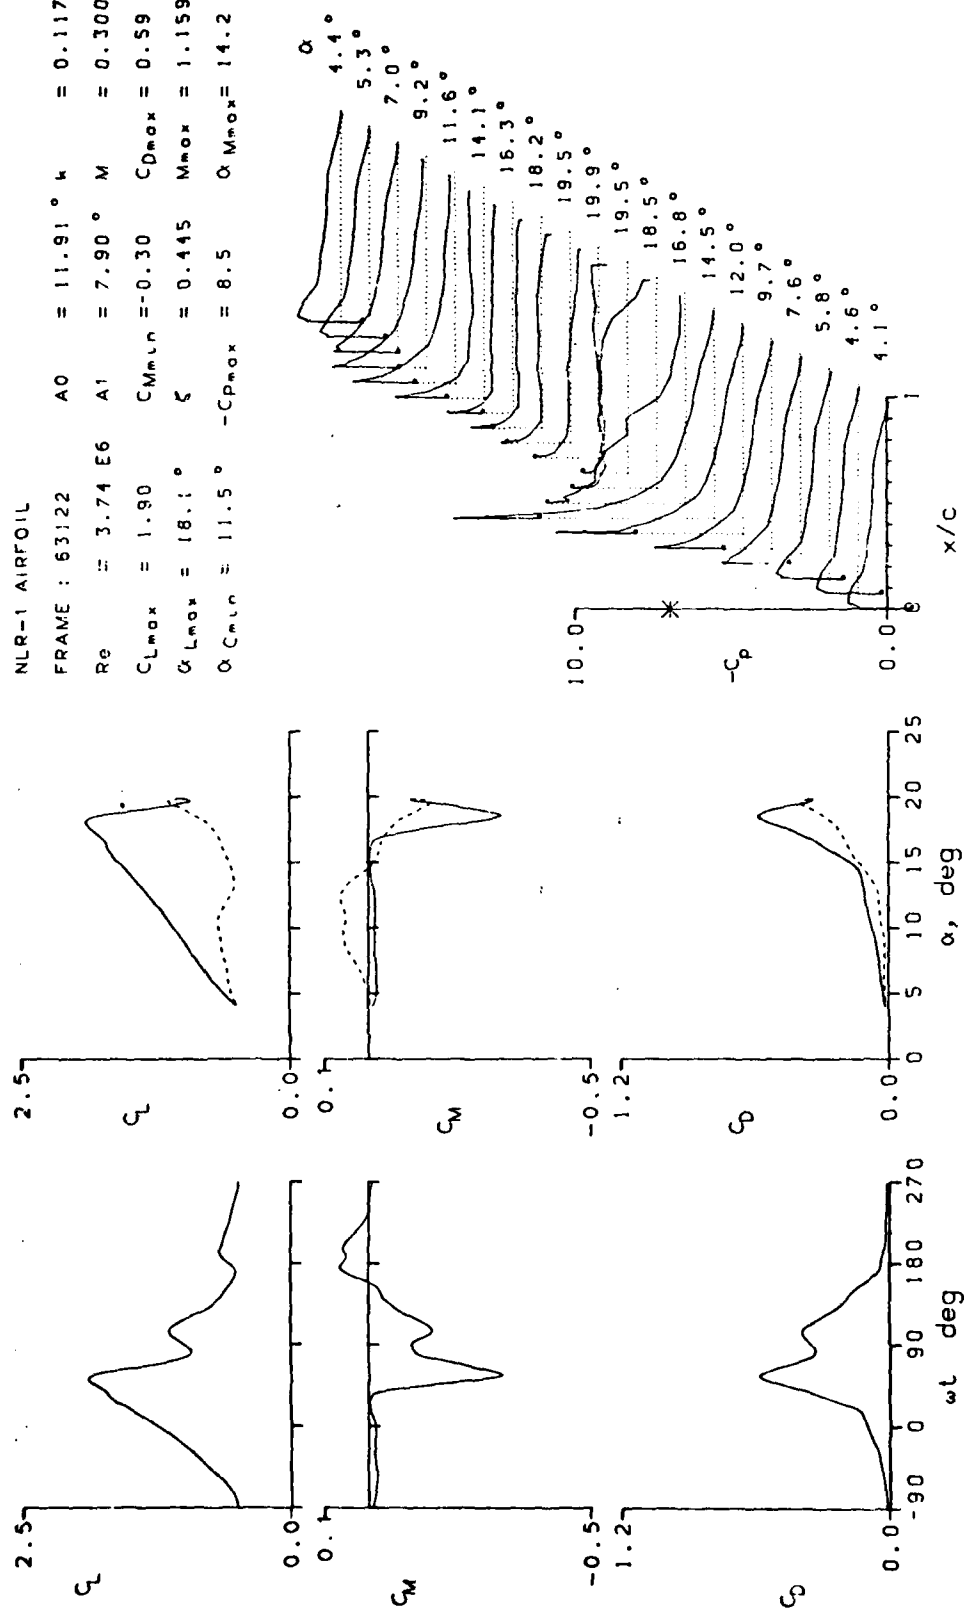 NLR-1 AIRFOIL
FRAME : 63122 A0 = 11.91° k = 0.117
Re = 3.74 E6 A1 = 7.90° M = 0.300
CLmax = 1.90 CMmin =-0.30 CDmax = 0.59
αLmax = 18.1° ζ = 0.445 Mmax = 1.159
αCmin = 11.5° -CPmax = 8.5 αMmax= 14.2
2.5
CL
0.0
0.1
CM
-0.5
1.2
CD
0.0
-90 0 90 180 270
ωt deg
2.5
CL
0.0
0.1
CM
-0.5
1.2
CD
0.0
0 5 10 15 20 25
α, deg
α
4.4°
5.3°
7.0°
9.2°
11.6°
14.1°
16.3°
18.2°
19.5°
19.9°
19.5°
18.5°
16.8°
14.5°
12.0°
9.7°
7.6°
5.8°
4.6°
4.1°
10.0
-Cp
0.0
0 1
x/c